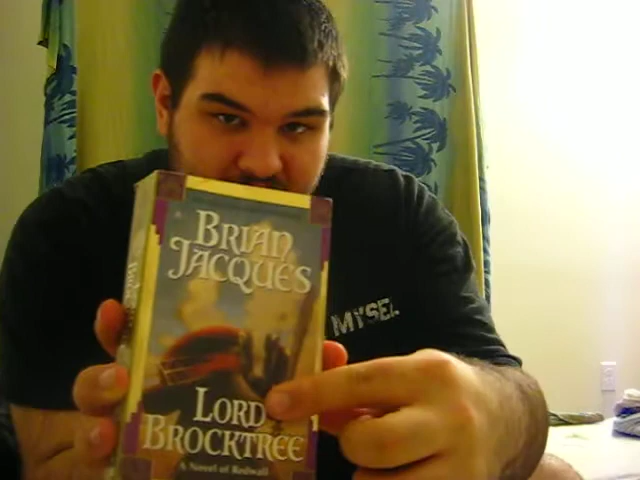 BRIAN
JACQUES
LORD
BROCKTREE
A Novel of Redwall
MYSEL